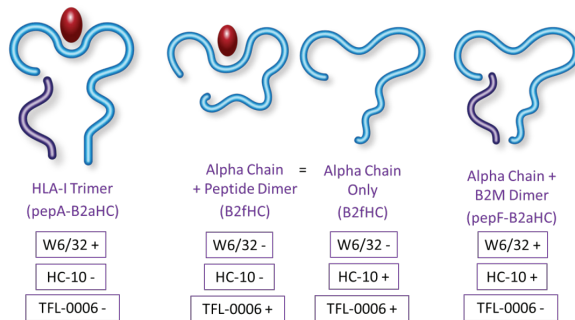 HLA-I Trimer
(pepA-B2aHC)
W6/32 +
HC-10 -
TFL-0006 -
Alpha Chain
+ Peptide Dimer
(B2fHC)
W6/32 -
HC-10 -
TFL-0006 +
=
Alpha Chain
Only
(B2fHC)
W6/32 -
HC-10 +
TFL-0006 +
Alpha Chain +
B2M Dimer
(pepF-B2aHC)
W6/32 +
HC-10 +
TFL-0006 -